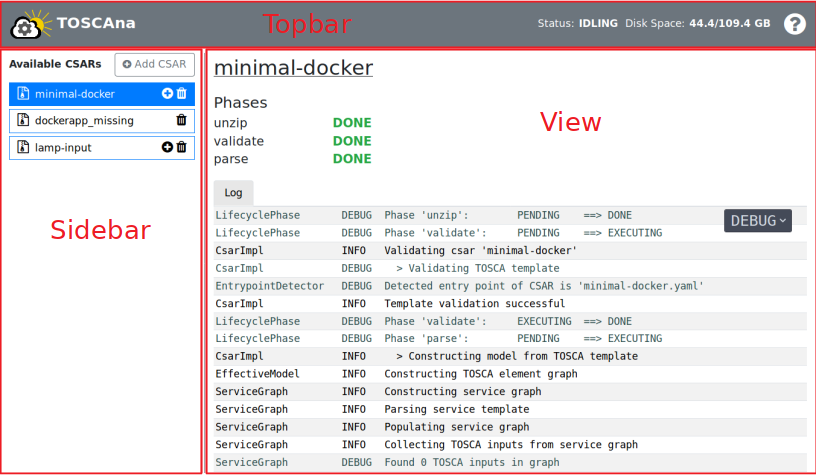 TOSCAna Topbar Status: IDLING Disk Space: 44.4/109.4 GB ?
Available CSARs Add CSAR
minimal-docker
dockerapp_missing
lamp-input
Sidebar
minimal-docker
View
Phases
unzip DONE
validate DONE
parse DONE
Log
DEBUG
LifecyclePhase DEBUG Phase 'unzip': PENDING ==> DONE
LifecyclePhase DEBUG Phase 'validate': PENDING ==> EXECUTING
CsarImpl INFO Validating csar 'minimal-docker'
CsarImpl DEBUG > Validating TOSCA template
EntrypointDetector DEBUG Detected entry point of CSAR is 'minimal-docker.yaml'
CsarImpl INFO Template validation successful
LifecyclePhase DEBUG Phase 'validate': EXECUTING ==> DONE
LifecyclePhase DEBUG Phase 'parse': PENDING ==> EXECUTING
CsarImpl INFO > Constructing model from TOSCA template
EffectiveModel INFO Constructing TOSCA element graph
ServiceGraph INFO Constructing service graph
ServiceGraph INFO Parsing service template
ServiceGraph INFO Populating service graph
ServiceGraph INFO Collecting TOSCA inputs from service graph
ServiceGraph DEBUG Found 0 TOSCA inputs in graph